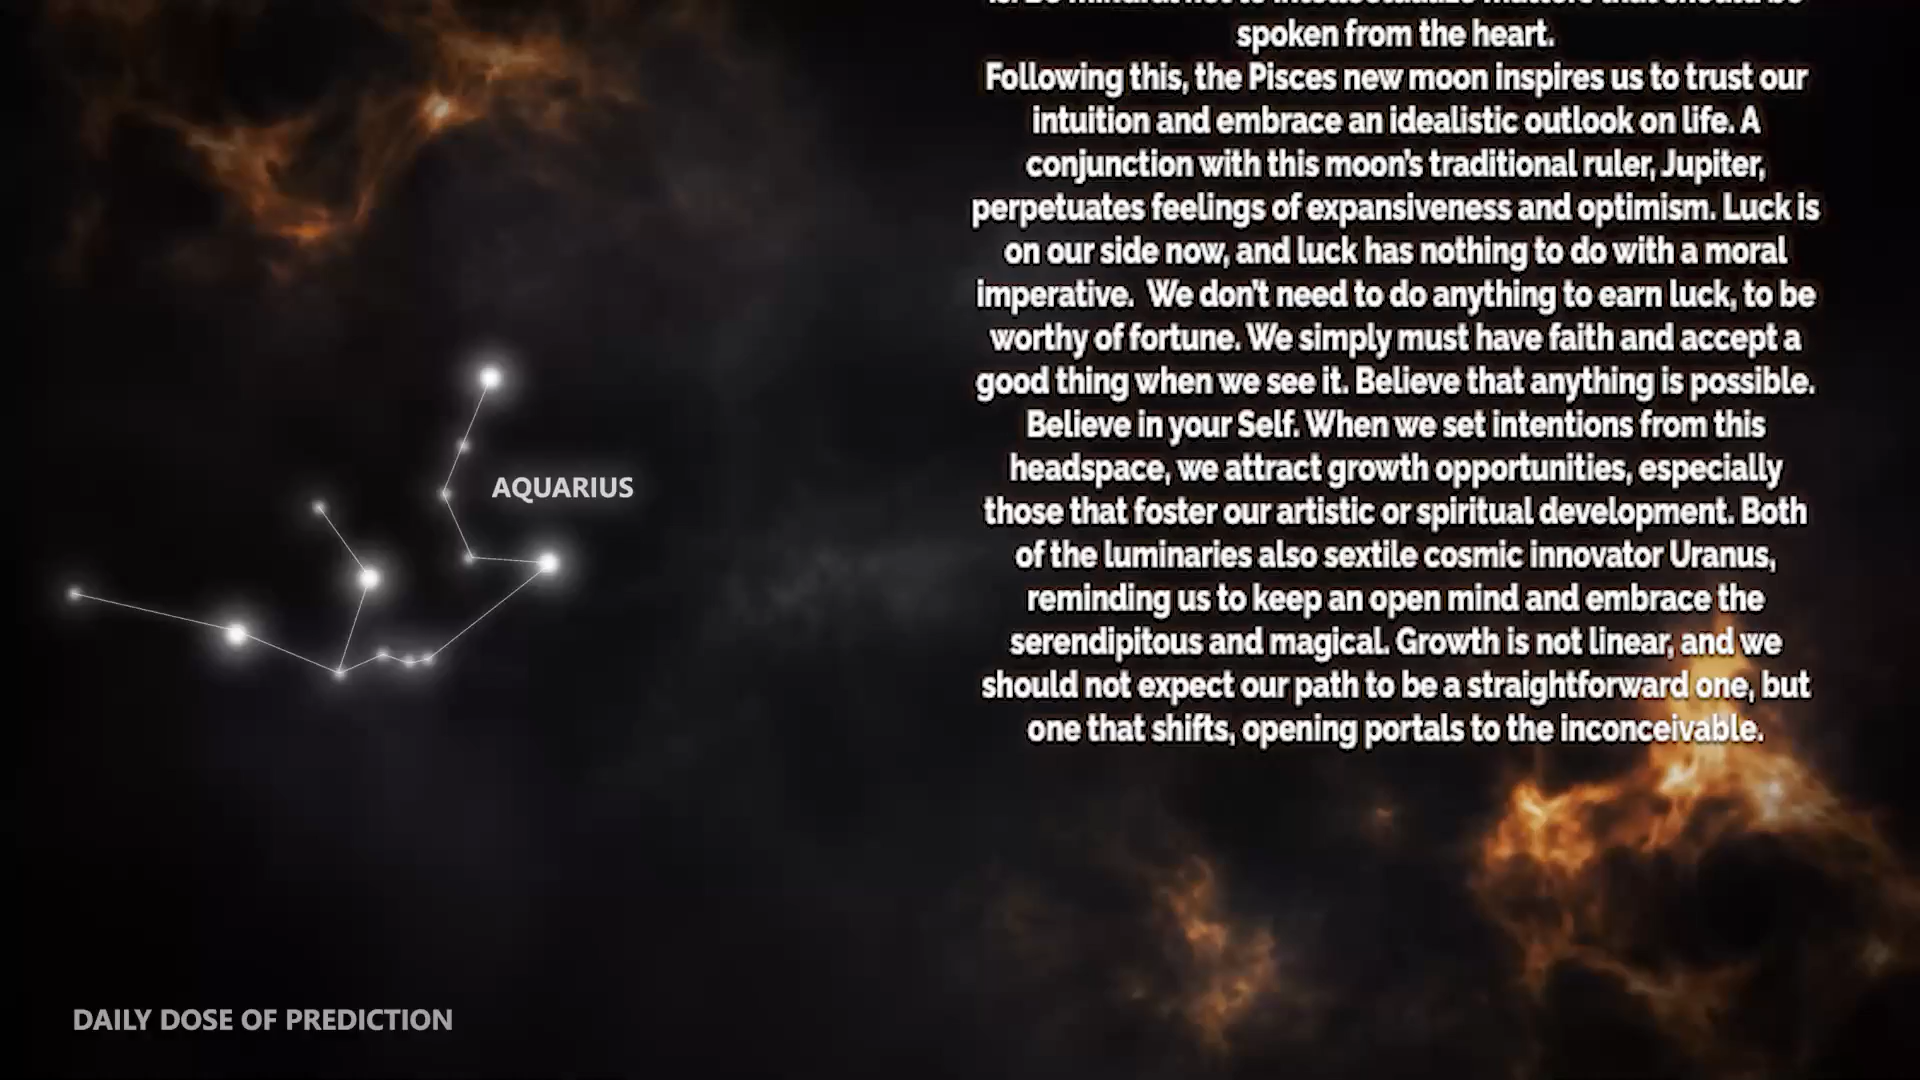 spoken from the heart.
Following this, the Pisces new moon inspires us to trust our
intuition and embrace an idealistic outlook on life. A
conjunction with this moon's traditional ruler, Jupiter,
perpetuates feelings of expansiveness and optimism. Luck is
on our side now, and luck has nothing to do with a moral
imperative.  We don't need to do anything to earn luck, to be
worthy of fortune. We simply must have faith and accept a
good thing when we see it. Believe that anything is possible.
Believe in your Self. When we set intentions from this
headspace, we attract growth opportunities, especially
those that foster our artistic or spiritual development. Both
of the luminaries also sextile cosmic innovator Uranus,
reminding us to keep an open mind and embrace the
serendipitous and magical. Growth is not linear, and we
should not expect our path to be a straightforward one, but
one that shifts, opening portals to the inconceivable.
AQUARIUS
DAILY DOSE OF PREDICTION